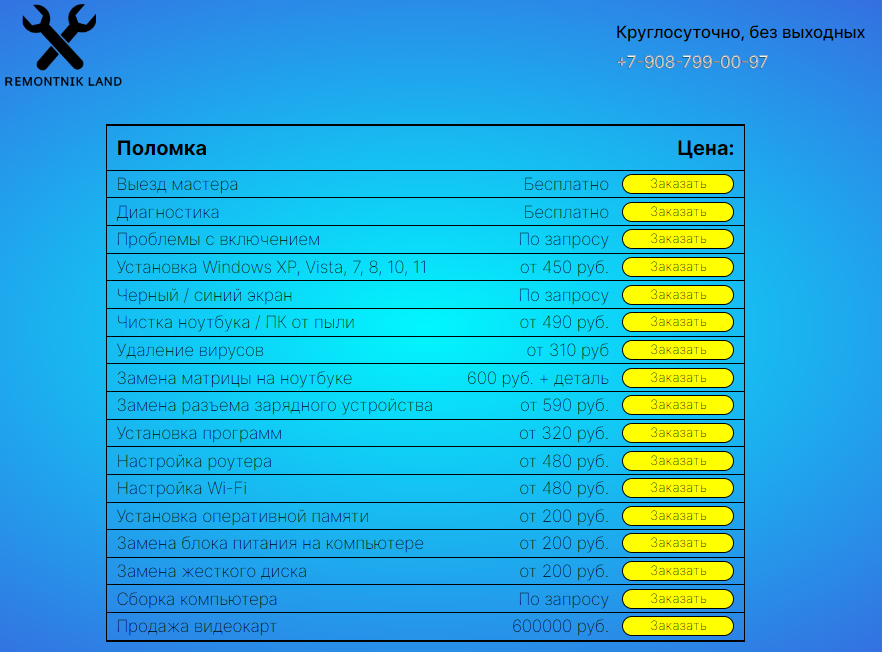 REMONTNIK LAND
Круглосуточно, без выходных
+7-908-799-00-97
Поломка Цена:
Выезд мастера Бесплатно Заказать
Диагностика Бесплатно Заказать
Проблемы с включением По запросу Заказать
Установка Windows XP, Vista, 7, 8, 10, 11 от 450 руб. Заказать
Черный / синий экран По запросу Заказать
Чистка ноутбука / ПК от пыли от 490 руб. Заказать
Удаление вирусов от 310 руб Заказать
Замена матрицы на ноутбуке 600 руб. + деталь Заказать
Замена разъема зарядного устройства от 590 руб. Заказать
Установка программ от 320 руб. Заказать
Настройка роутера от 480 руб. Заказать
Настройка Wi-Fi от 480 руб. Заказать
Установка оперативной памяти от 200 руб. Заказать
Замена блока питания на компьютере от 200 руб. Заказать
Замена жесткого диска от 200 руб. Заказать
Сборка компьютера По запросу Заказать
Продажа видеокарт 600000 руб. Заказать